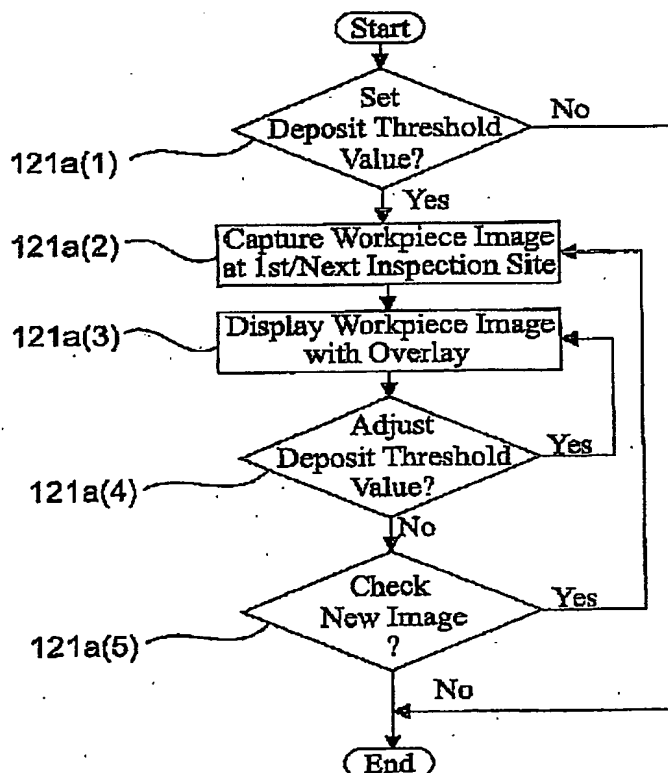 Start
Set
Deposit Threshold
Value?
No
121a(1)
Yes
121a(2)
Capture Workpiece Image
at 1st/Next Inspection Site
121a(3)
Display Workpiece Image
with Overlay
Adjust
Deposit Threshold
Value?
Yes
121a(4)
No
Check
New Image
?
Yes
121a(5)
No
End